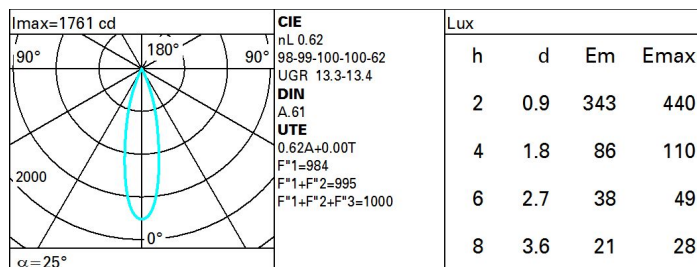 Imax=1761 cd
90°
180°
90°
2000
0°
α=25°
CIE
nL 0.62
98-99-100-100-62
UGR 13.3-13.4
DIN
A.61
UTE
0.62A+0.00T
F"1=984
F"1+F"2=995
F"1+F"2+F"3=1000
Lux
h d Em Emax
2 0.9 343 440
4 1.8 86 110
6 2.7 38 49
8 3.6 21 28